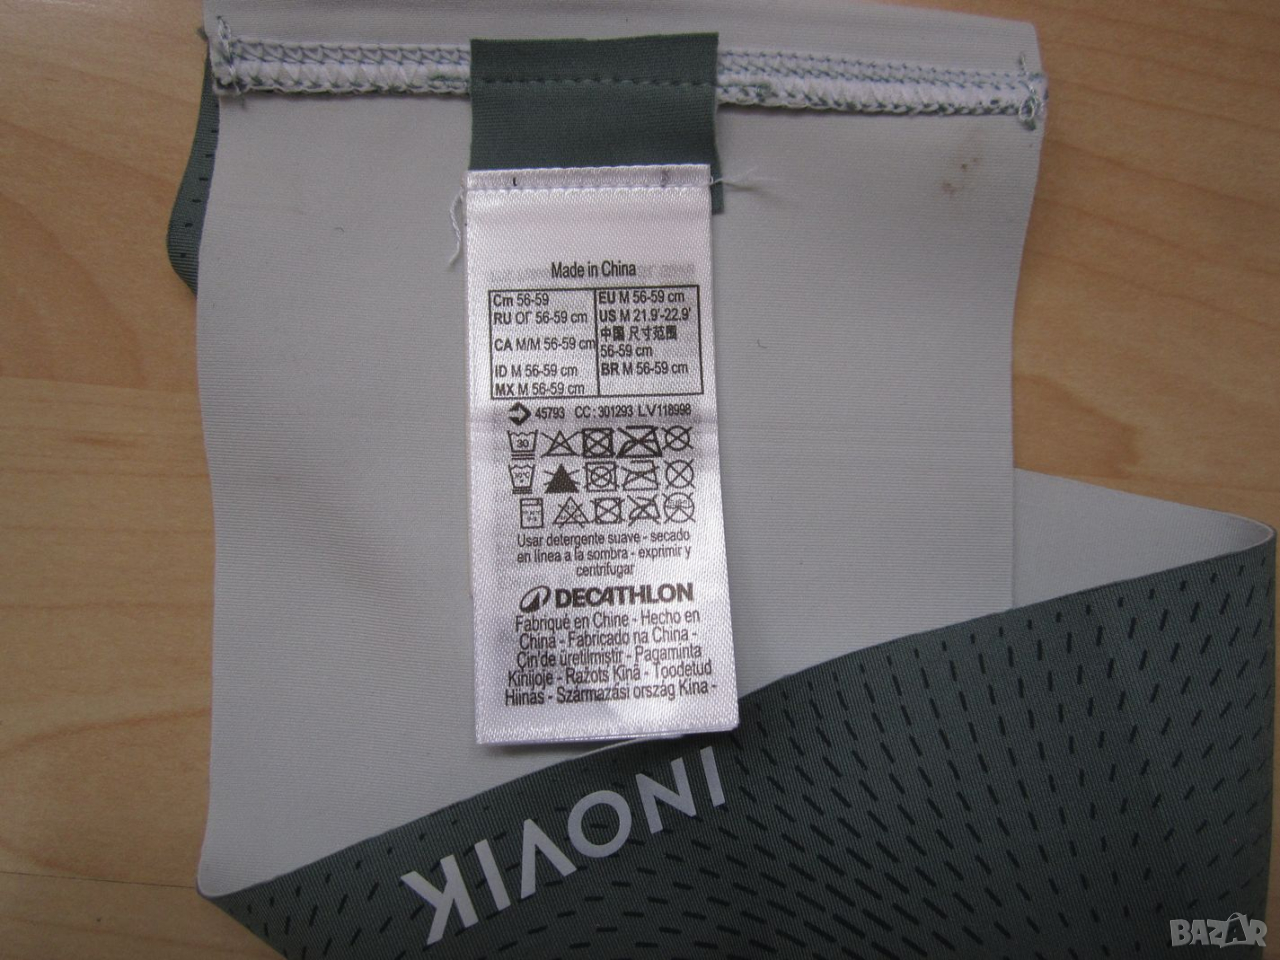 Made in China
Cm 56-59
RU ОГ 56-59 cm
CA M/M 56-59 cm
ID M 56-59 cm
MX M 56-59 cm
EU M 56-59 cm
US M 21.9'-22.9'
中国 尺寸范围
56-59 cm
BR M 56-59 cm
45793 CC: 301293 LV118998
30
Usar detergente suave - secado
en línea a la sombra - exprimir y
centrifugar
DECATHLON
Fabriqué en Chine - Hecho en
China - Fabricado na China -
Çin'de üretilmiştir - Pagaminta
Kinijoje - Ražots Ķīnā - Toodetud
Hiinas - Származási ország Kína -
INOVIK
BAZAR